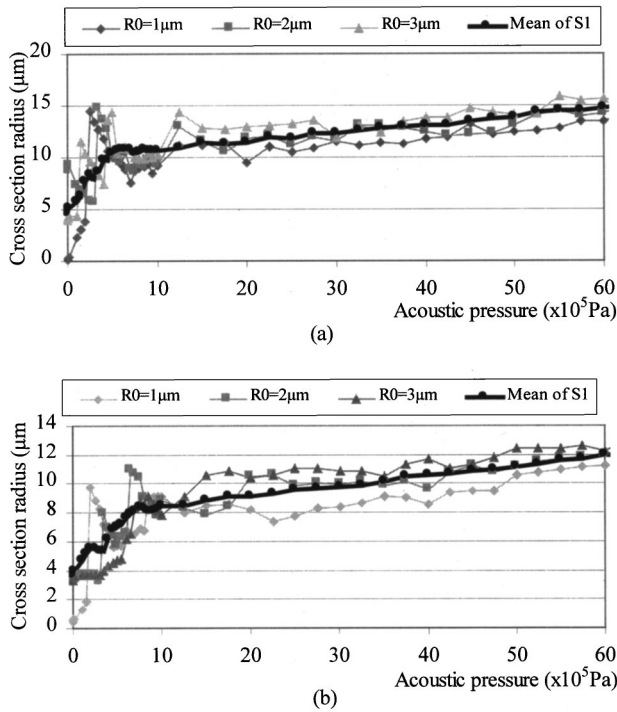 R0=1µm R0=2µm R0=3µm Mean of S1
Cross section radius (µm)
20
15
10
5
0
0 10 20 30 40 50 60
Acoustic pressure (x10⁵Pa)
(a)
R0=1µm R0=2µm R0=3µm Mean of S1
Cross section radius (µm
14
12
10
8
6
4
2
0
0 10 20 30 40 50 60
Acoustic pressure (x10⁵Pa)
(b)